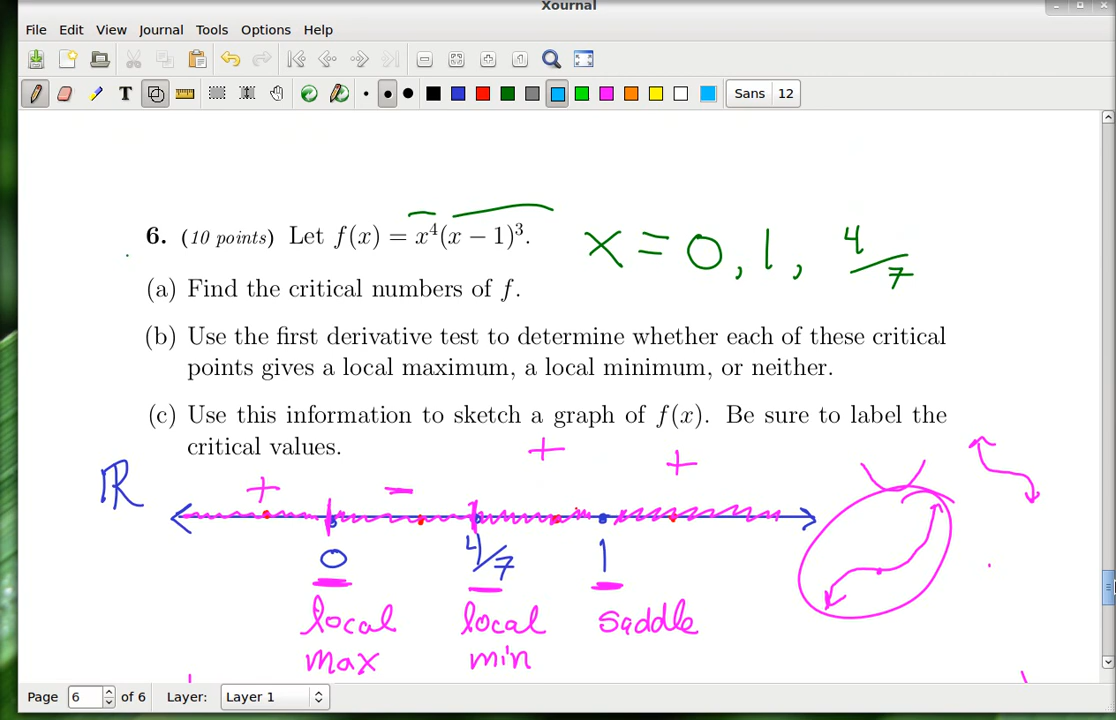 Xournal
File Edit View Journal Tools Options Help
T Sans 12
6. (10 points) Let f(x) = x⁴(x − 1)³. x = 0, 1, 4/7
(a) Find the critical numbers of f.
(b) Use the first derivative test to determine whether each of these critical
points gives a local maximum, a local minimum, or neither.
(c) Use this information to sketch a graph of f(x). Be sure to label the
critical values.
ℝ + − + +
0 4/7 1
local max
local min
saddle
Page 6 of 6 Layer: Layer 1